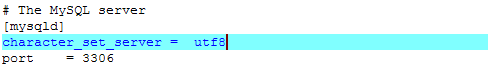 # The MySQL server
[mysqld]
character_set_server =  utf8
port    = 3306